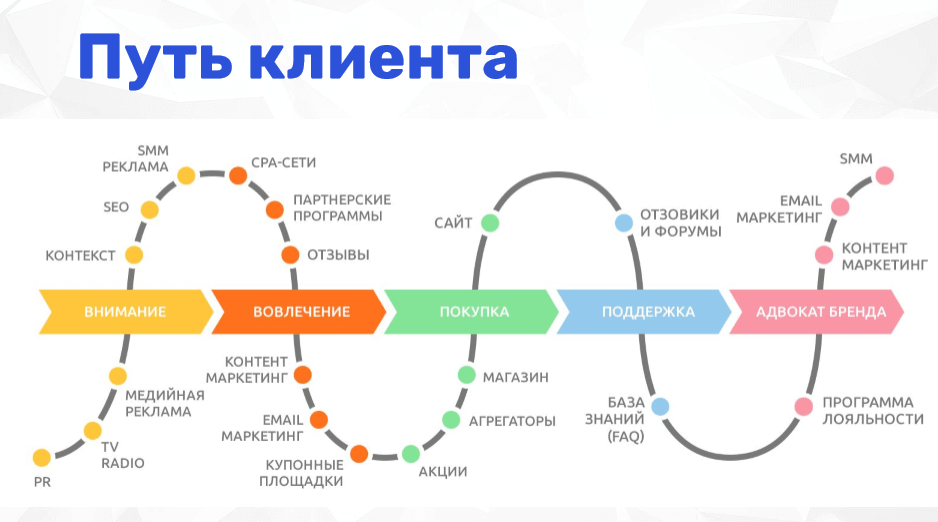 Путь клиента
SMM
РЕКЛАМА
SEO
КОНТЕКСТ
CPA-СЕТИ
ПАРТНЕРСКИЕ
ПРОГРАММЫ
ОТЗЫВЫ
САЙТ
ОТЗОВИКИ
И ФОРУМЫ
SMM
EMAIL
МАРКЕТИНГ
КОНТЕНТ
МАРКЕТИНГ
ВНИМАНИЕ
ВОВЛЕЧЕНИЕ
ПОКУПКА
ПОДДЕРЖКА
АДВОКАТ БРЕНДА
МЕДИЙНАЯ
РЕКЛАМА
TV
RADIO
PR
КОНТЕНТ
МАРКЕТИНГ
EMAIL
МАРКЕТИНГ
КУПОННЫЕ
ПЛОЩАДКИ
МАГАЗИН
АГРЕГАТОРЫ
АКЦИИ
БАЗА
ЗНАНИЙ
(FAQ)
ПРОГРАММА
ЛОЯЛЬНОСТИ